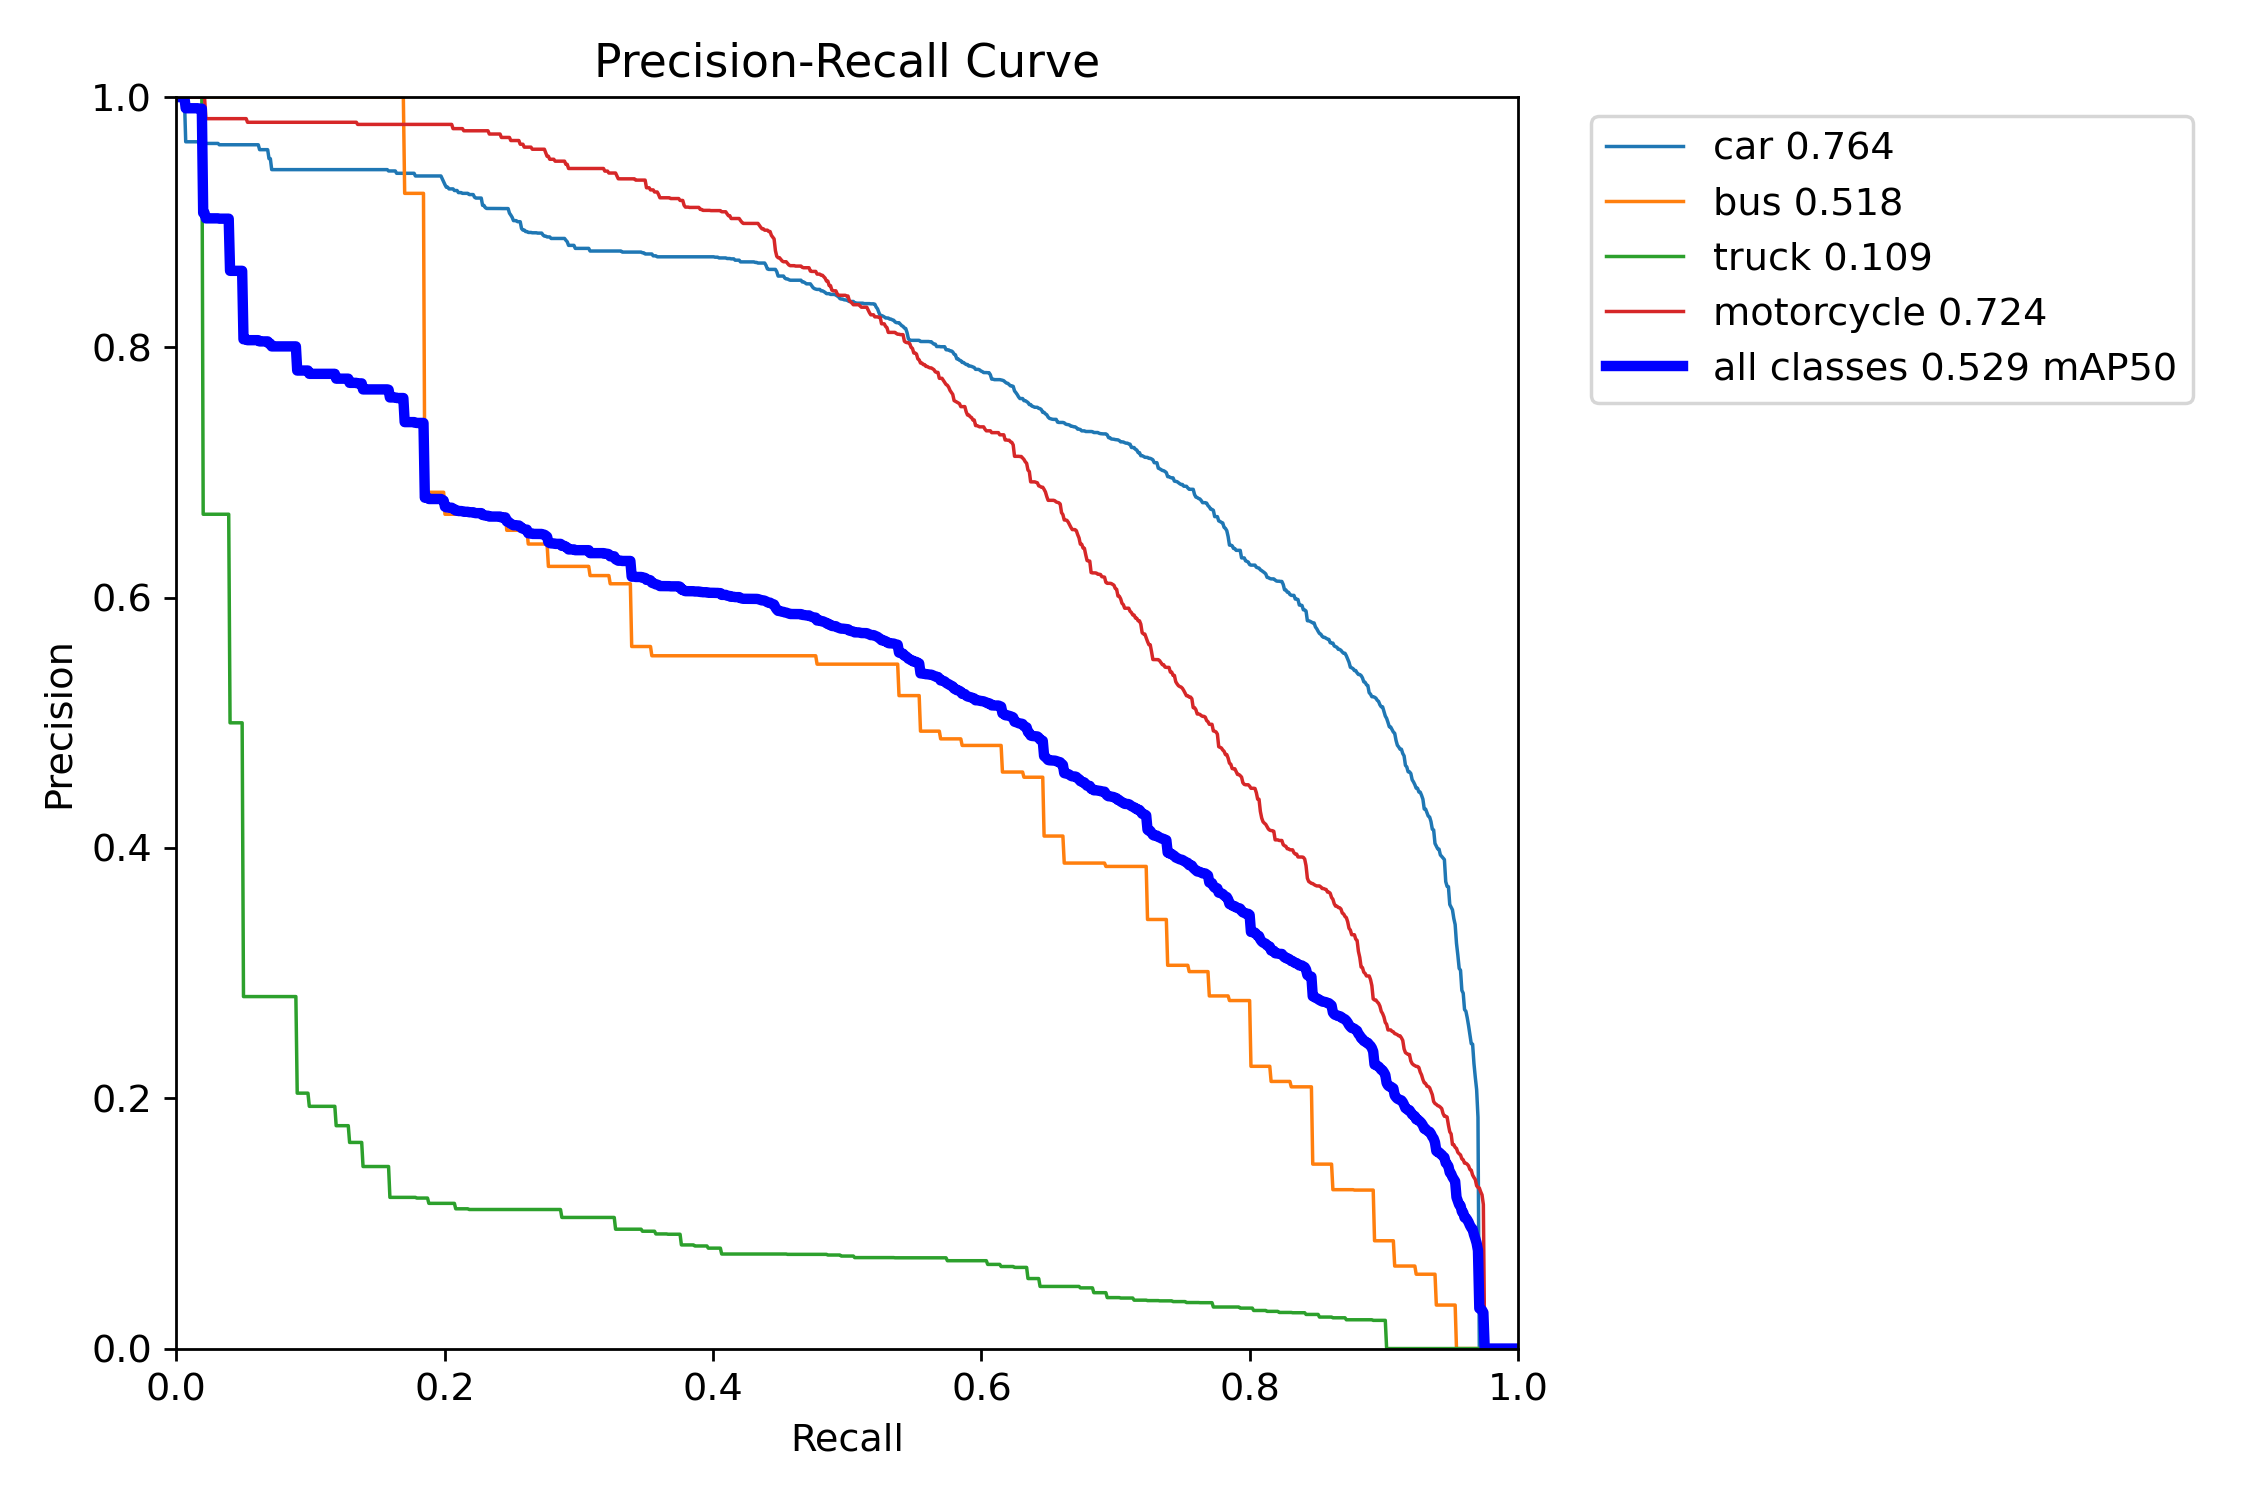 Precision-Recall Curve
1.0
0.8
0.6
0.4
0.2
0.0
Precision
0.0 0.2 0.4 0.6 0.8 1.0
Recall
car 0.764
bus 0.518
truck 0.109
motorcycle 0.724
all classes 0.529 mAP50